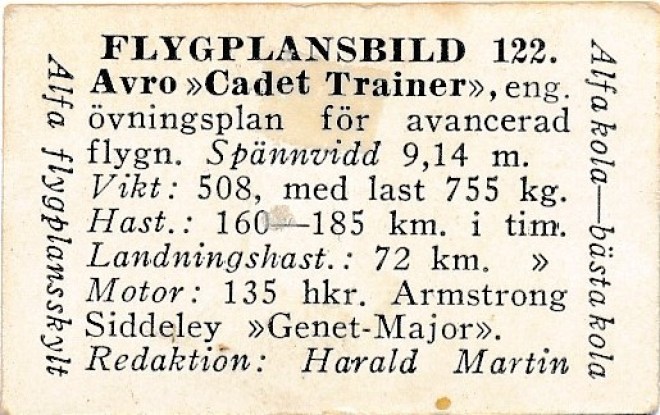 FLYGPLANSBILD 122.
Avro »Cadet Trainer», eng.
övningsplan för avancerad
flygn. Spännvidd 9,14 m.
Vikt: 508, med last 755 kg.
Hast.: 160—185 km. i tim.
Landningshast.: 72 km. »
Motor: 135 hkr. Armstrong
Siddeley »Genet-Major».
Redaktion: Harald Martin
Alfa flygplansskylt
Alfa kola—bästa kola